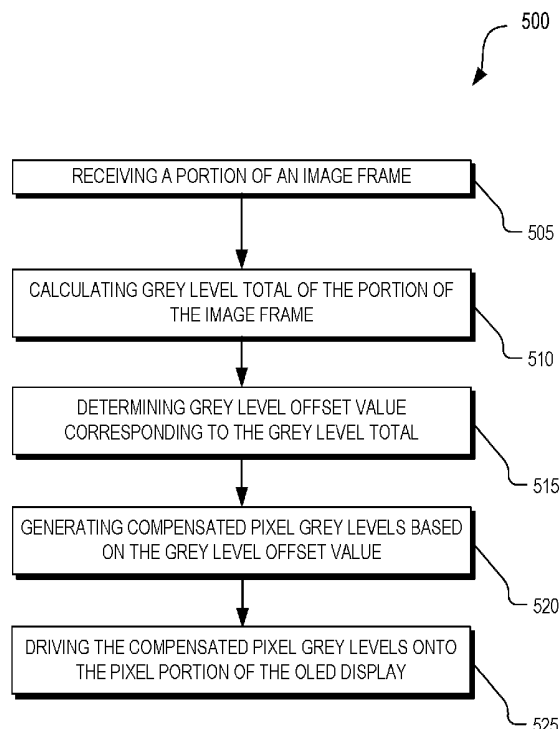 500
RECEIVING A PORTION OF AN IMAGE FRAME
505
CALCULATING GREY LEVEL TOTAL OF THE PORTION OF
THE IMAGE FRAME
510
DETERMINING GREY LEVEL OFFSET VALUE
CORRESPONDING TO THE GREY LEVEL TOTAL
515
GENERATING COMPENSATED PIXEL GREY LEVELS BASED
ON THE GREY LEVEL OFFSET VALUE
520
DRIVING THE COMPENSATED PIXEL GREY LEVELS ONTO
THE PIXEL PORTION OF THE OLED DISPLAY
525